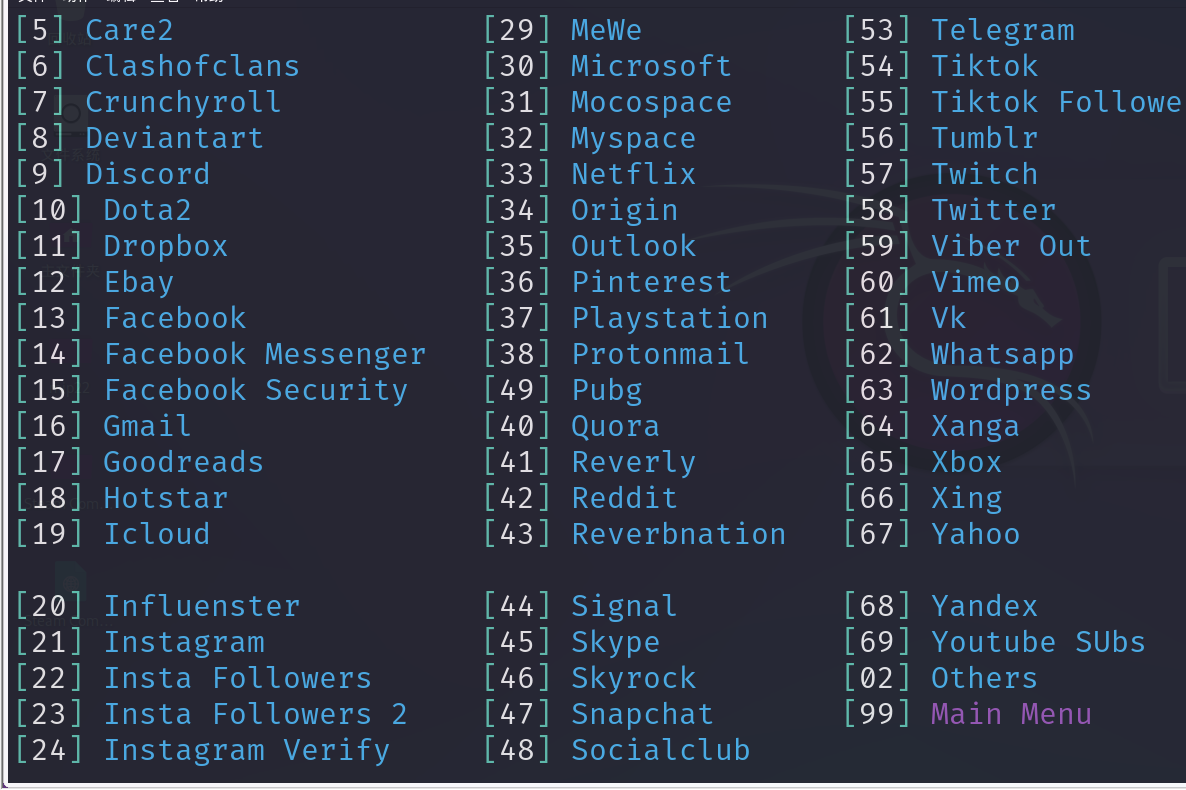 [5] Care2 [29] MeWe [53] Telegram
[6] Clashofclans [30] Microsoft [54] Tiktok
[7] Crunchyroll [31] Mocospace [55] Tiktok Followe
[8] Deviantart [32] Myspace [56] Tumblr
[9] Discord [33] Netflix [57] Twitch
[10] Dota2 [34] Origin [58] Twitter
[11] Dropbox [35] Outlook [59] Viber Out
[12] Ebay [36] Pinterest [60] Vimeo
[13] Facebook [37] Playstation [61] Vk
[14] Facebook Messenger [38] Protonmail [62] Whatsapp
[15] Facebook Security [49] Pubg [63] Wordpress
[16] Gmail [40] Quora [64] Xanga
[17] Goodreads [41] Reverly [65] Xbox
[18] Hotstar [42] Reddit [66] Xing
[19] Icloud [43] Reverbnation [67] Yahoo
[20] Influenster [44] Signal [68] Yandex
[21] Instagram [45] Skype [69] Youtube SUbs
[22] Insta Followers [46] Skyrock [02] Others
[23] Insta Followers 2 [47] Snapchat [99] Main Menu
[24] Instagram Verify [48] Socialclub